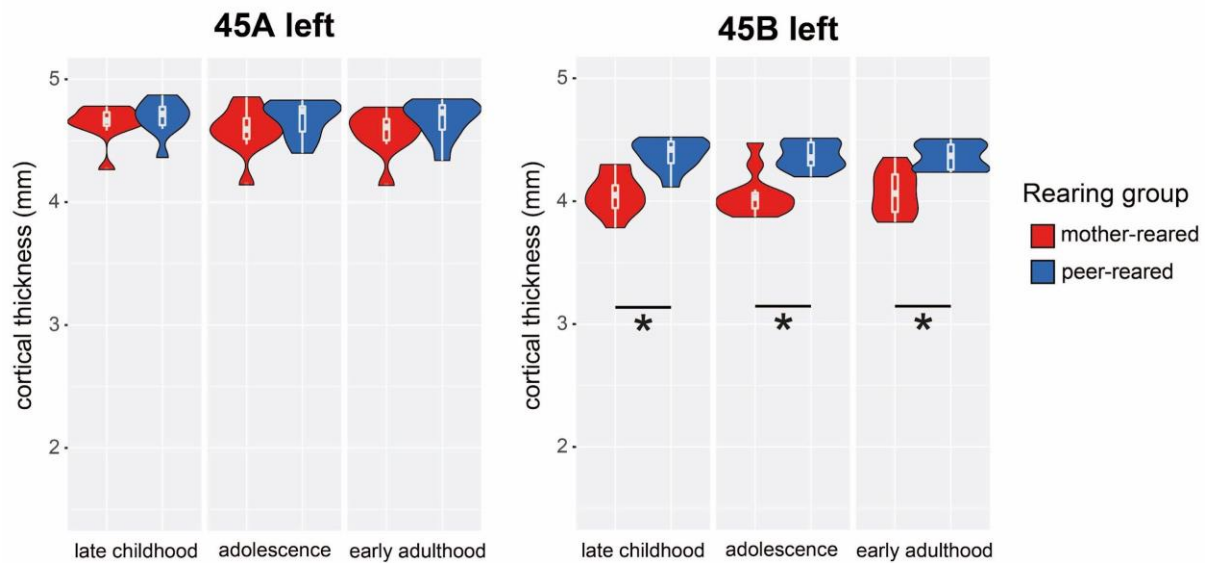 45A left
cortical thickness (mm)
5
4
3
2
late childhood
adolescence
early adulthood
45B left
cortical thickness (mm)
5
4
3
2
*
*
*
late childhood
adolescence
early adulthood
Rearing group
mother-reared
peer-reared